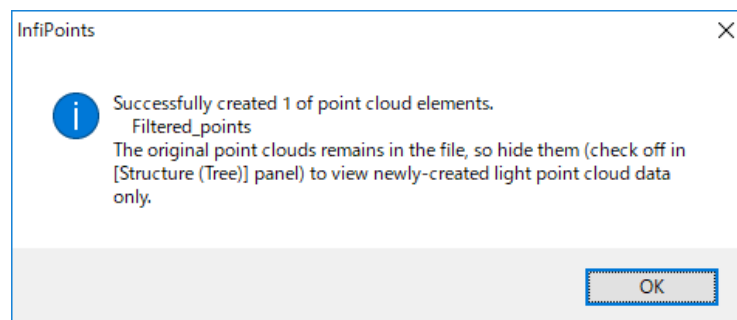 InfiPoints
Successfully created 1 of point cloud elements.
Filtered_points
The original point clouds remains in the file, so hide them (check off in
[Structure (Tree)] panel) to view newly-created light point cloud data
only.
OK